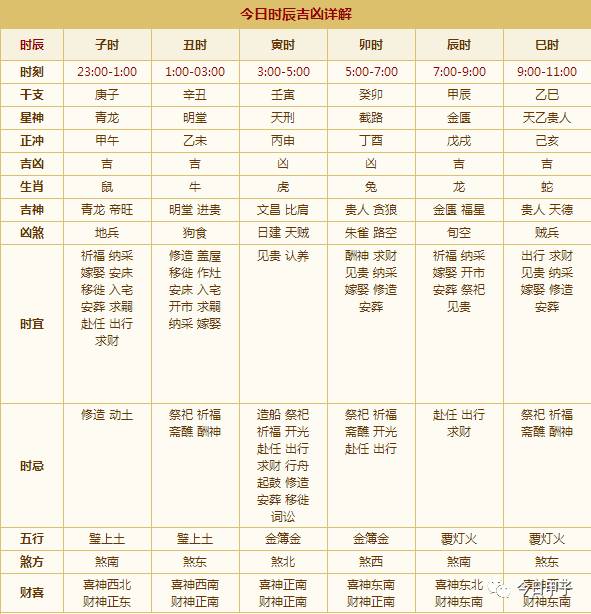 今日时辰吉凶详解
时辰 子时 丑时 寅时 卯时 辰时 巳时
时刻 23:00-1:00 1:00-03:00 3:00-5:00 5:00-7:00 7:00-9:00 9:00-11:00
干支 庚子 辛丑 壬寅 癸卯 甲辰 乙巳
星神 青龙 明堂 天刑 截路 金匮 天乙贵人
正冲 甲午 乙未 丙申 丁酉 戊戌 己亥
吉凶 吉 吉 凶 凶 吉 吉
生肖 鼠 牛 虎 兔 龙 蛇
吉神 青龙 帝旺 明堂 进贵 文昌 比肩 贵人 贪狼 金匮 福星 贵人 天德
凶煞 地兵 狗食 日建 天贼 朱雀 路空 旬空 贼兵
时宜
祈福 纳采
嫁娶 安床
移徙 入宅
安葬 求嗣
赴任 出行
求财
修造 盖屋
移徙 作灶
安床 入宅
开市 求嗣
纳采 嫁娶
见贵 认养
酬神 求财
见贵 纳采
嫁娶 修造
安葬
祈福 纳采
嫁娶 开市
安葬 祭祀
见贵
出行 求财
见贵 纳采
嫁娶 修造
安葬
时忌
修造 动土
祭祀 祈福
斋醮 酬神
造船 祭祀
祈福 开光
赴任 出行
求财 行舟
起鼓 修造
安葬 移徙
词讼
祭祀 祈福
斋醮 开光
赴任 出行
赴任 出行
求财
祭祀 祈福
斋醮 酬神
五行 璧上土 璧上土 金簿金 金簿金 覆灯火 覆灯火
煞方 煞南 煞东 煞北 煞西 煞南 煞东
财喜
喜神西北
财神正东
喜神西南
财神东南
喜神正南
财神正南
喜神东南
财神正南
喜神东北
财神东南
财神东南
今日甲子